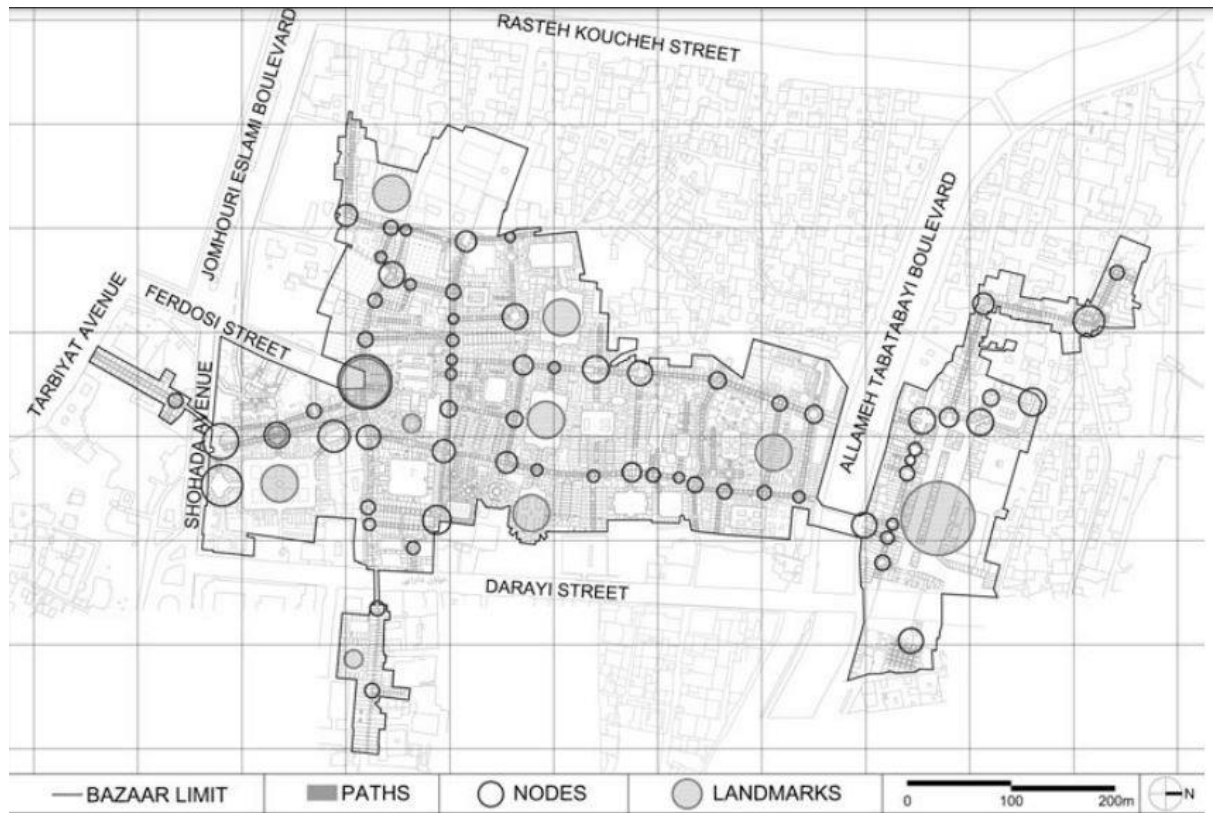 RASTEH KOUCHEH STREET
JOMHOURI ESLAMI BOULEVARD
FERDOSI STREET
TARBIYAT AVENUE
SHOHADA AVENUE
ALLAMEH TABATABAYI BOULEVARD
DARAYI STREET
BAZAAR LIMIT
PATHS
NODES
LANDMARKS
0 100 200m
N